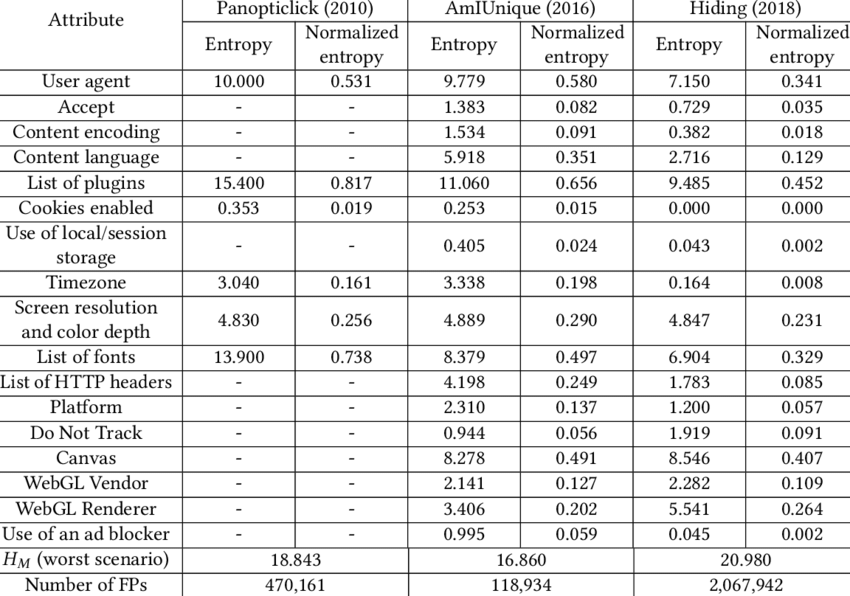 Attribute Panopticlick (2010) AmIUnique (2016) Hiding (2018)
Entropy Normalized entropy Entropy Normalized entropy Entropy Normalized entropy
User agent 10.000 0.531 9.779 0.580 7.150 0.341
Accept - - 1.383 0.082 0.729 0.035
Content encoding - - 1.534 0.091 0.382 0.018
Content language - - 5.918 0.351 2.716 0.129
List of plugins 15.400 0.817 11.060 0.656 9.485 0.452
Cookies enabled 0.353 0.019 0.253 0.015 0.000 0.000
Use of local/session storage - - 0.405 0.024 0.043 0.002
Timezone 3.040 0.161 3.338 0.198 0.164 0.008
Screen resolution and color depth 4.830 0.256 4.889 0.290 4.847 0.231
List of fonts 13.900 0.738 8.379 0.497 6.904 0.329
List of HTTP headers - - 4.198 0.249 1.783 0.085
Platform - - 2.310 0.137 1.200 0.057
Do Not Track - - 0.944 0.056 1.919 0.091
Canvas - - 8.278 0.491 8.546 0.407
WebGL Vendor - - 2.141 0.127 2.282 0.109
WebGL Renderer - - 3.406 0.202 5.541 0.264
Use of an ad blocker - - 0.995 0.059 0.045 0.002
H_M (worst scenario) 18.843 16.860 20.980
Number of FPs 470,161 118,934 2,067,942